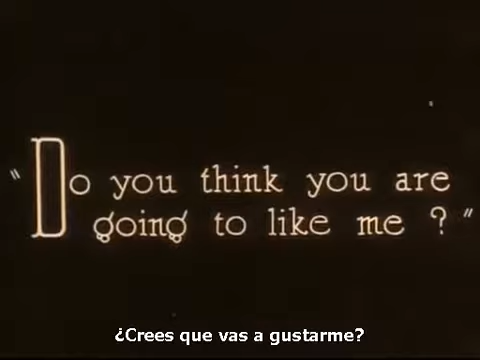 "Do you think you are
going to like me ?"
¿Crees que vas a gustarme?